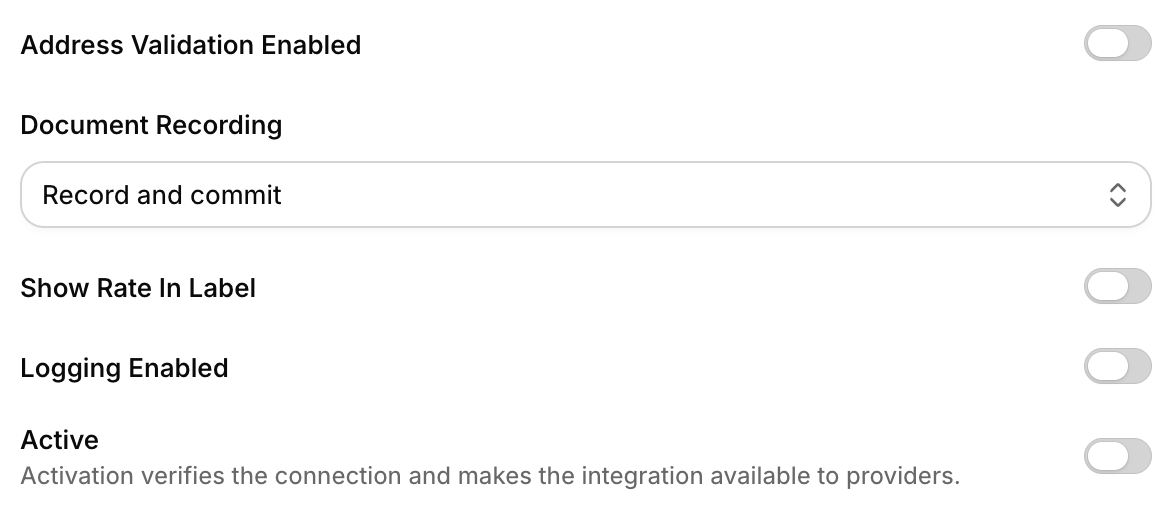 Address Validation Enabled
Document Recording
Record and commit
Show Rate In Label
Logging Enabled
Active
Activation verifies the connection and makes the integration available to providers.